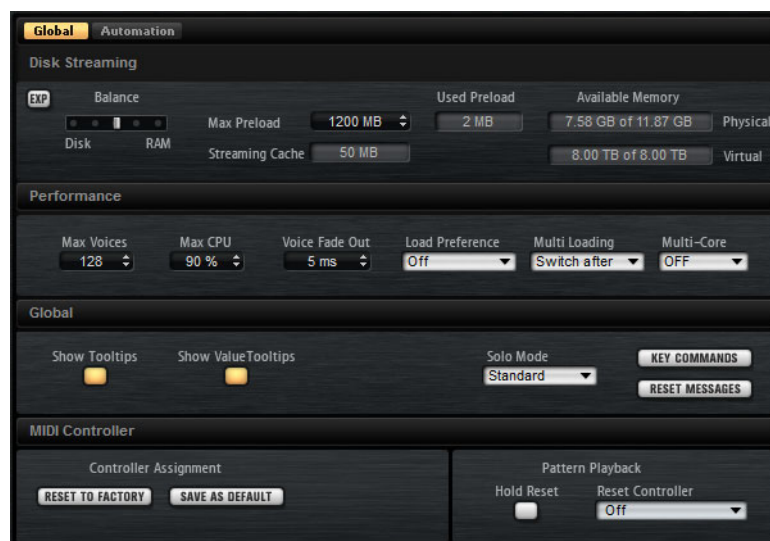 Global Automation
Disk Streaming
EXP Balance Used Preload Available Memory
Max Preload 1200 MB 2 MB 7.58 GB of 11.87 GB Physical
Disk RAM Streaming Cache 50 MB 8.00 TB of 8.00 TB Virtual
Performance
Max Voices Max CPU Voice Fade Out Load Preference Multi Loading Multi-Core
128 90 % 5 ms Off Switch after OFF
Global
Show Tooltips Show ValueTooltips Solo Mode KEY COMMANDS
Standard RESET MESSAGES
MIDI Controller
Controller Assignment Pattern Playback
RESET TO FACTORY SAVE AS DEFAULT Hold Reset Reset Controller
Off